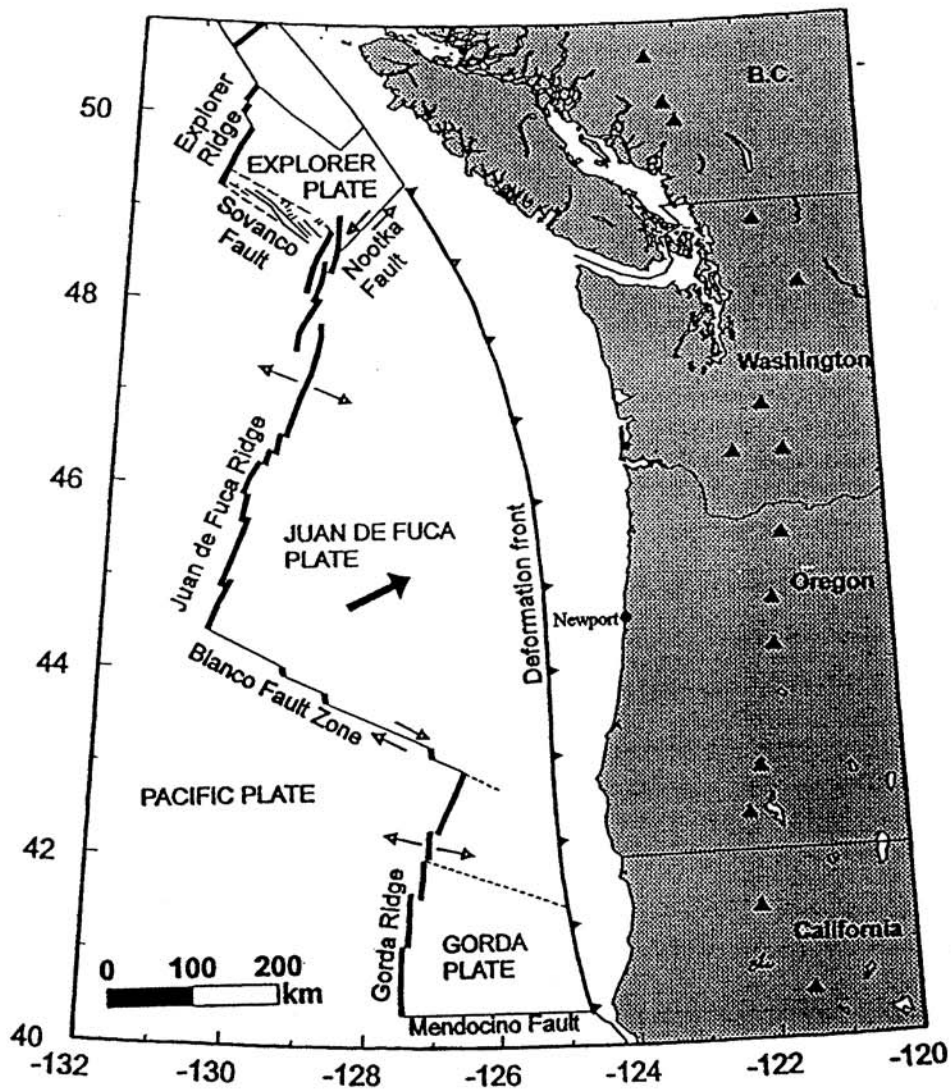 50
48
46
44
42
40
-132
-130
-128
-126
-124
-122
-120
B.C.
Explorer
Ridge
EXPLORER
PLATE
Sovanco
Fault
Nootka
Fault
Washington
Juan de Fuca Ridge
JUAN DE FUCA
PLATE
Deformation front
Oregon
Newport
Blanco Fault Zone
PACIFIC PLATE
Gorda Ridge
GORDA
PLATE
California
0 100 200
km
Mendocino Fault